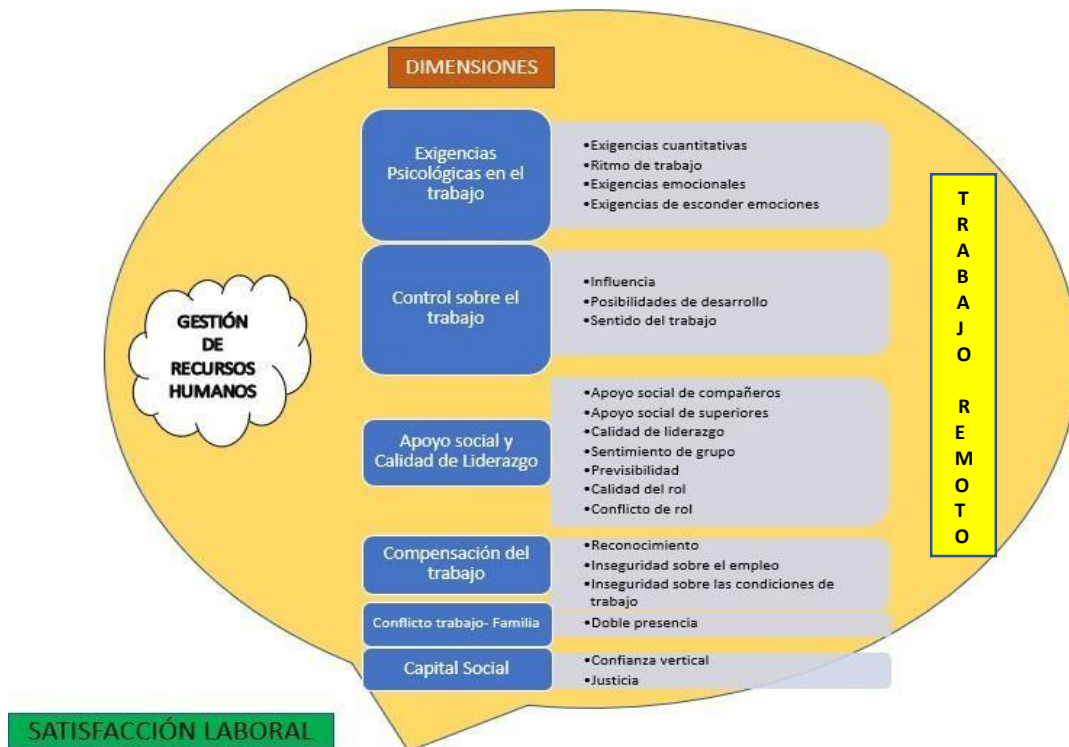 DIMENSIONES
GESTIÓN
DE
RECURSOS
HUMANOS
Exigencias
Psicológicas en el
trabajo
•Exigencias cuantitativas
•Ritmo de trabajo
•Exigencias emocionales
•Exigencias de esconder emociones
Control sobre el
trabajo
•Influencia
•Posibilidades de desarrollo
•Sentido del trabajo
Apoyo social y
Calidad de Liderazgo
•Apoyo social de compañeros
•Apoyo social de superiores
•Calidad de liderazgo
•Sentimiento de grupo
•Previsibilidad
•Calidad del rol
•Conflicto de rol
Compensación del
trabajo
•Reconocimiento
•Inseguridad sobre el empleo
•Inseguridad sobre las condiciones de
trabajo
Conflicto trabajo- Familia
•Doble presencia
Capital Social
•Confianza vertical
•Justicia
TRABAJO REMOTO
SATISFACCIÓN LABORAL